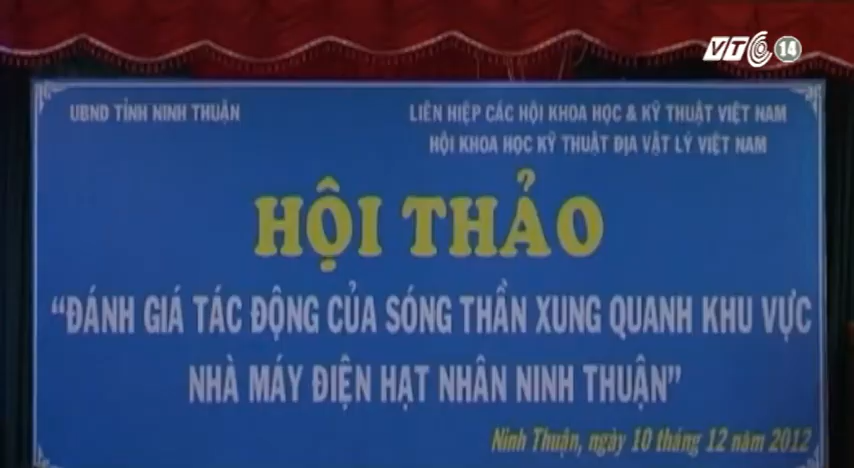 VTC 14
UBND TỈNH NINH THUẬN
LIÊN HIỆP CÁC HỘI KHOA HỌC & KỸ THUẬT VIỆT NAM
HỘI KHOA HỌC KỸ THUẬT ĐỊA VẬT LÝ VIỆT NAM
HỘI THẢO
“ĐÁNH GIÁ TÁC ĐỘNG CỦA SÓNG THẦN XUNG QUANH KHU VỰC
NHÀ MÁY ĐIỆN HẠT NHÂN NINH THUẬN”
Ninh Thuận, ngày 10 tháng 12 năm 2012